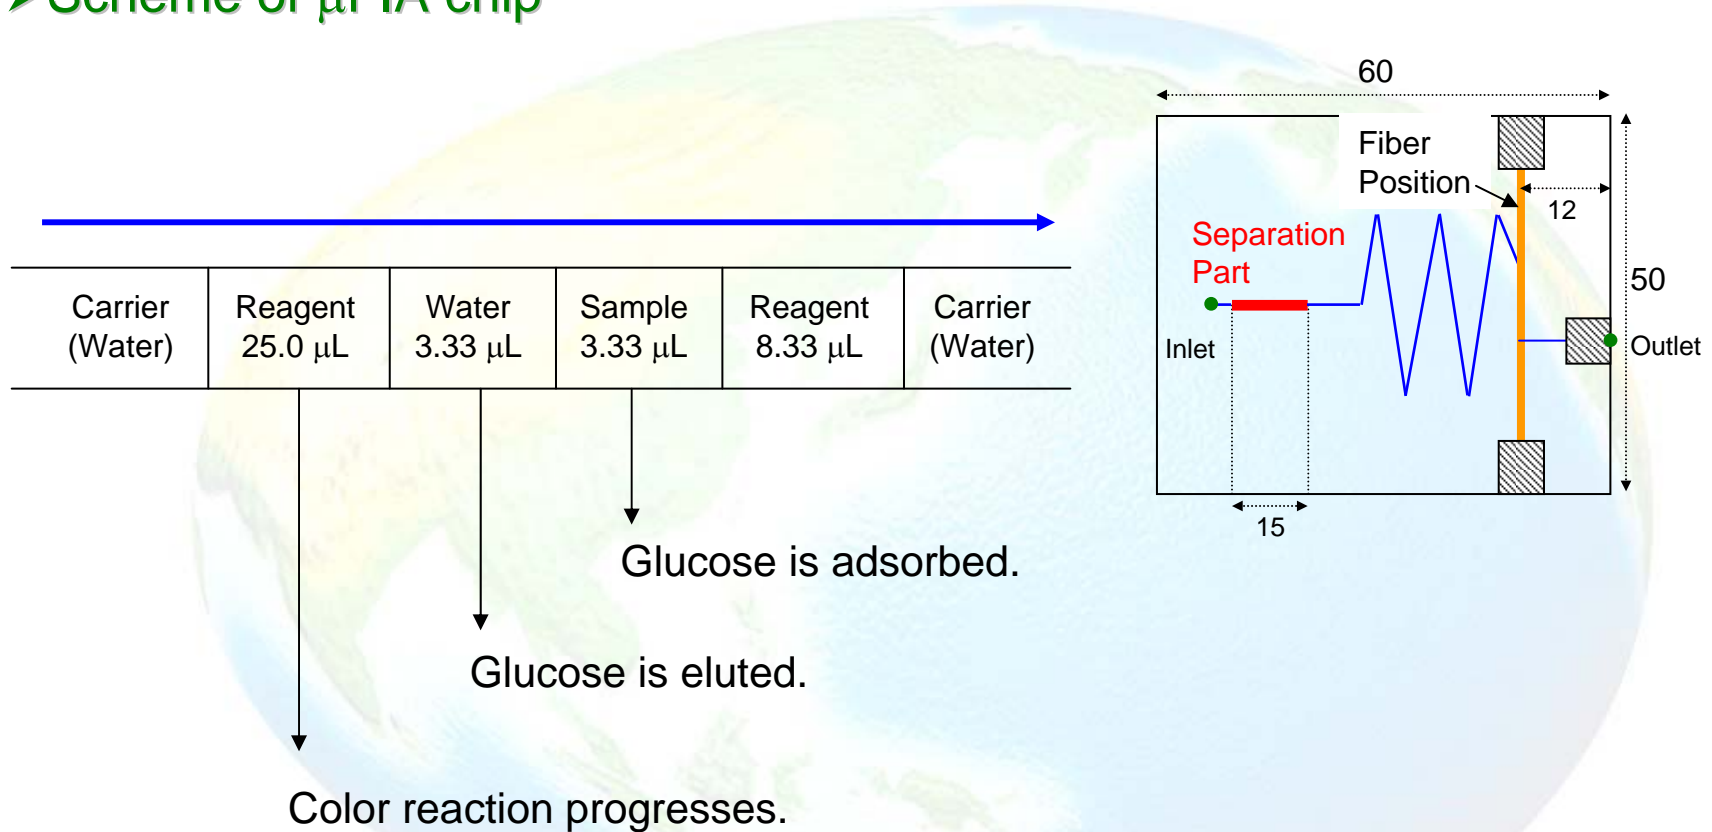 ➢Scheme of μFIA chip
60
Fiber
Position
12
Separation
Part
50
Inlet
Outlet
15
Carrier
(Water)
Reagent
25.0 μL
Water
3.33 μL
Sample
3.33 μL
Reagent
8.33 μL
Carrier
(Water)
Glucose is adsorbed.
Glucose is eluted.
Color reaction progresses.